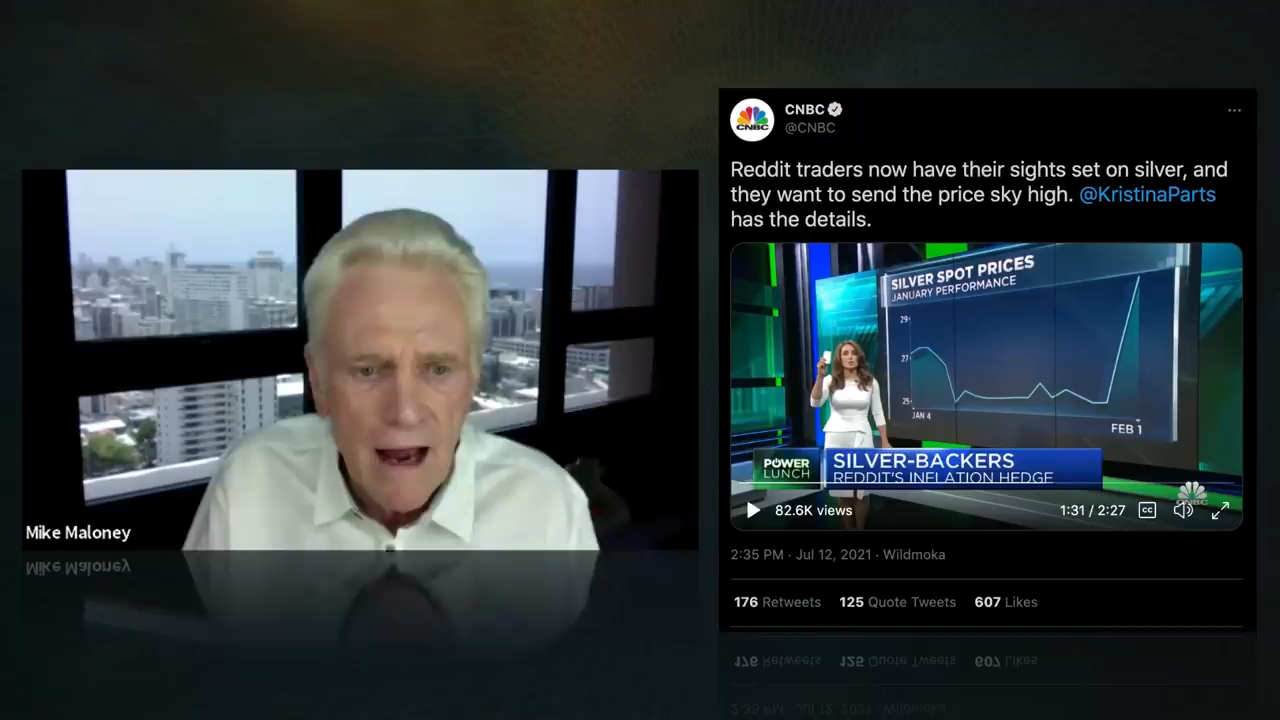 Mike Maloney
CNBC
@CNBC
Reddit traders now have their sights set on silver, and
they want to send the price sky high. @KristinaParts
has the details.
SILVER SPOT PRICES
JANUARY PERFORMANCE
29
27
25
JAN 4
FEB 1
POWER
LUNCH
SILVER-BACKERS
REDDIT'S INFLATION HEDGE
CNBC
82.6K views
1:31 / 2:27
CC
2:35 PM · Jul 12, 2021 · Wildmoka
176 Retweets 125 Quote Tweets 607 Likes